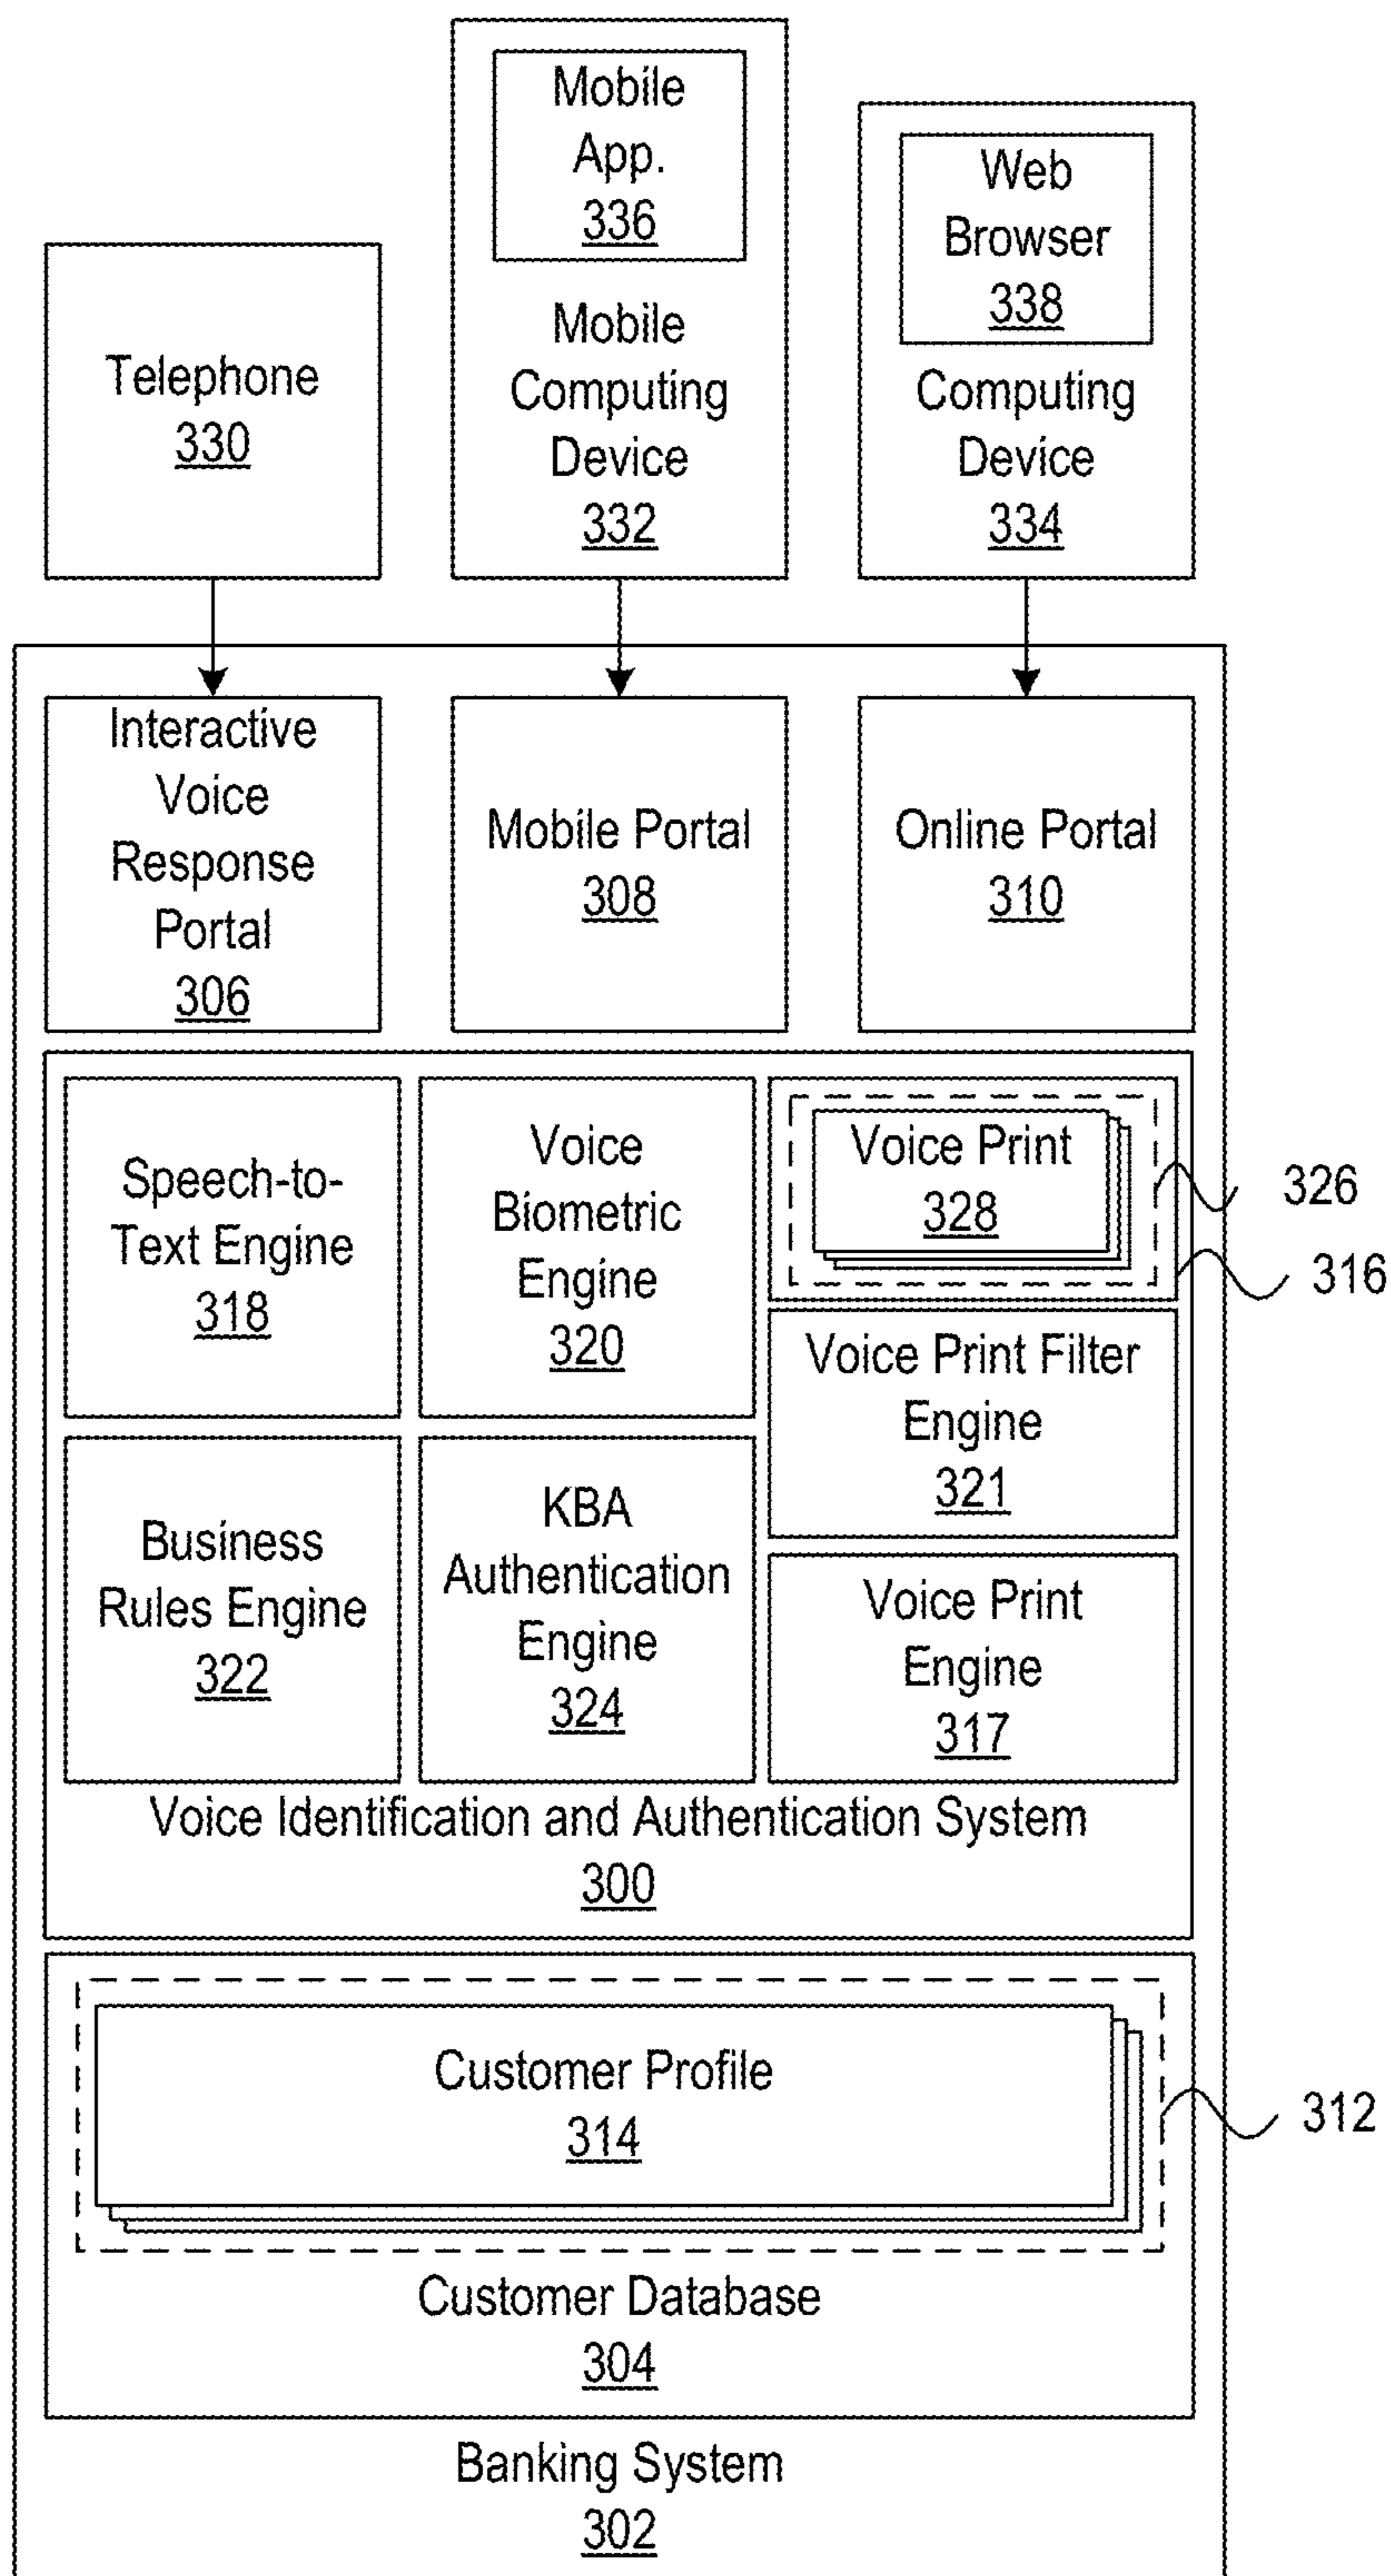 Mobile
App.
336
Mobile
Computing
Device
332
Web
Browser
338
Computing
Device
334
Telephone
330
Interactive
Voice
Response
Portal
306
Mobile Portal
308
Online Portal
310
Speech-to-
Text Engine
318
Voice
Biometric
Engine
320
Voice Print
328
326
316
Voice Print Filter
Engine
321
Business
Rules Engine
322
KBA
Authentication
Engine
324
Voice Print
Engine
317
Voice Identification and Authentication System
300
Customer Profile
314
312
Customer Database
304
Banking System
302